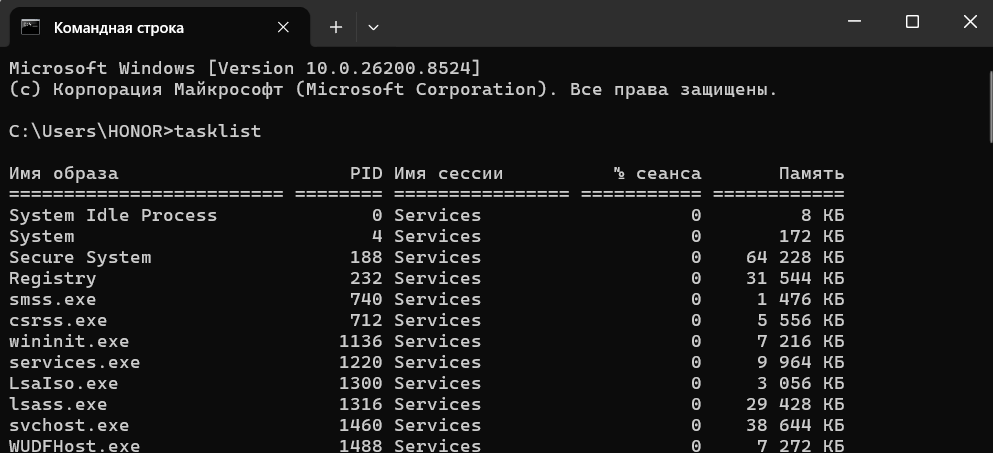 Командная строка
Microsoft Windows [Version 10.0.26200.8524]
(c) Корпорация Майкрософт (Microsoft Corporation). Все права защищены.
C:\Users\HONOR>tasklist
Имя образа                     PID Имя сессии          № сеанса       Память
========================= ======== ================ =========== ============
System Idle Process              0 Services                   0         8 КБ
System                           4 Services                   0       172 КБ
Secure System                  188 Services                   0    64 228 КБ
Registry                       232 Services                   0    31 544 КБ
smss.exe                       740 Services                   0     1 476 КБ
csrss.exe                      712 Services                   0     5 556 КБ
wininit.exe                   1136 Services                   0     7 216 КБ
services.exe                  1220 Services                   0     9 964 КБ
LsaIso.exe                    1300 Services                   0     3 056 КБ
lsass.exe                     1316 Services                   0    29 428 КБ
svchost.exe                   1460 Services                   0    38 644 КБ
WUDFHost.exe                  1488 Services                   0     7 272 КБ